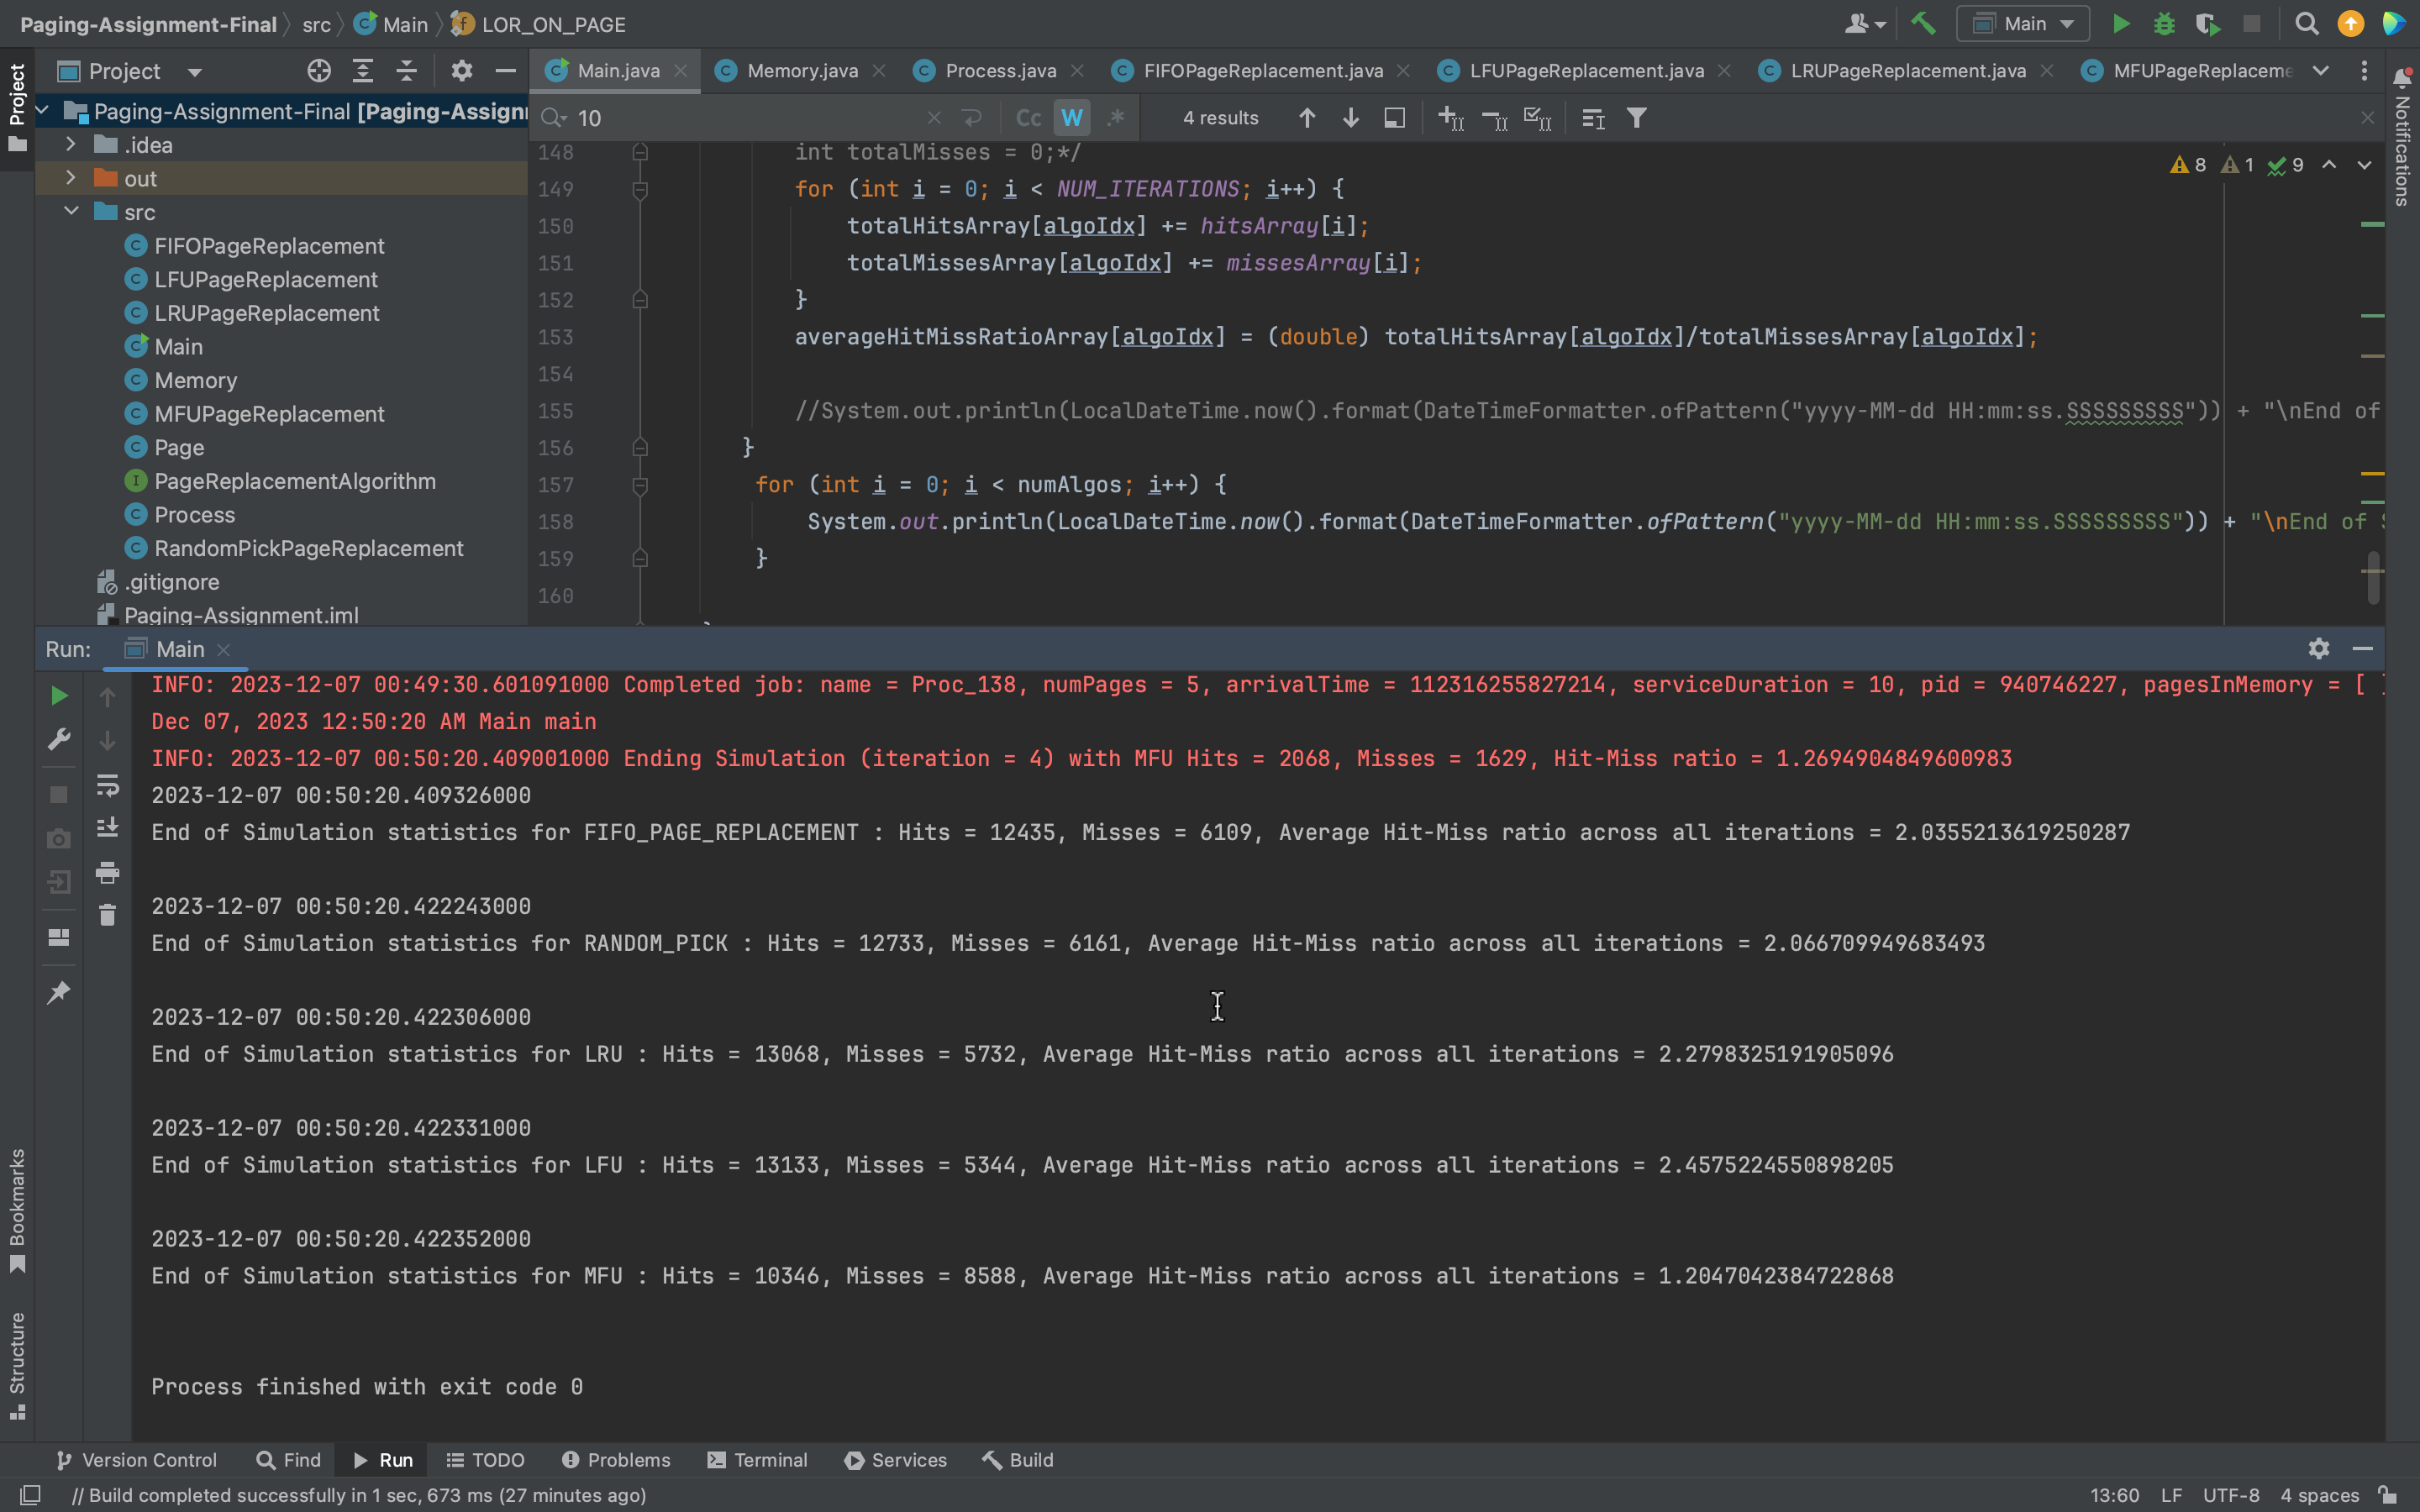 Paging-Assignment-Final src Main LOR_ON_PAGE Main
Project Main.java Memory.java Process.java FIFOPageReplacement.java LFUPageReplacement.java LRUPageReplacement.java MFUPageReplaceme
Project
Notifications
Paging-Assignment-Final [Paging-Assign
10 Cc W .* 4 results
.idea
out
src
FIFOPageReplacement
LFUPageReplacement
LRUPageReplacement
Main
Memory
MFUPageReplacement
Page
PageReplacementAlgorithm
Process
RandomPickPageReplacement
.gitignore
Paging-Assignment.iml
8 1 9
148 int totalMisses = 0;*/
149 for (int i = 0; i < NUM_ITERATIONS; i++) {
150 totalHitsArray[algoIdx] += hitsArray[i];
151 totalMissesArray[algoIdx] += missesArray[i];
152 }
153 averageHitMissRatioArray[algoIdx] = (double) totalHitsArray[algoIdx]/totalMissesArray[algoIdx];
154
155 //System.out.println(LocalDateTime.now().format(DateTimeFormatter.ofPattern("yyyy-MM-dd HH:mm:ss.SSSSSSSSS")) + "\nEnd of
156 }
157 for (int i = 0; i < numAlgos; i++) {
158 System.out.println(LocalDateTime.now().format(DateTimeFormatter.ofPattern("yyyy-MM-dd HH:mm:ss.SSSSSSSSS")) + "\nEnd of
159 }
160
Run: Main
INFO: 2023-12-07 00:49:30.601091000 Completed job: name = Proc_138, numPages = 5, arrivalTime = 112316255827214, serviceDuration = 10, pid = 940746227, pagesInMemory = [
Dec 07, 2023 12:50:20 AM Main main
INFO: 2023-12-07 00:50:20.409001000 Ending Simulation (iteration = 4) with MFU Hits = 2068, Misses = 1629, Hit-Miss ratio = 1.2694904849600983
2023-12-07 00:50:20.409326000
End of Simulation statistics for FIFO_PAGE_REPLACEMENT : Hits = 12435, Misses = 6109, Average Hit-Miss ratio across all iterations = 2.0355213619250287
2023-12-07 00:50:20.422243000
End of Simulation statistics for RANDOM_PICK : Hits = 12733, Misses = 6161, Average Hit-Miss ratio across all iterations = 2.066709949683493
2023-12-07 00:50:20.422306000
End of Simulation statistics for LRU : Hits = 13068, Misses = 5732, Average Hit-Miss ratio across all iterations = 2.2798325191905096
2023-12-07 00:50:20.422331000
End of Simulation statistics for LFU : Hits = 13133, Misses = 5344, Average Hit-Miss ratio across all iterations = 2.4575224550898205
2023-12-07 00:50:20.422352000
End of Simulation statistics for MFU : Hits = 10346, Misses = 8588, Average Hit-Miss ratio across all iterations = 1.2047042384722868
Process finished with exit code 0
Bookmarks
Structure
Version Control Find Run TODO Problems Terminal Services Build
// Build completed successfully in 1 sec, 673 ms (27 minutes ago) 13:60 LF UTF-8 4 spaces